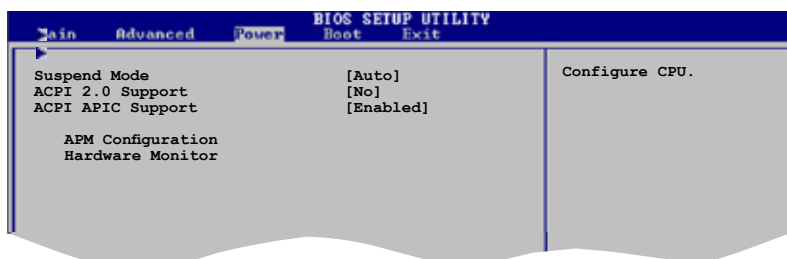 BIOS SETUP UTILITY
Main Advanced Power Boot Exit
Suspend Mode [Auto]
ACPI 2.0 Support [No]
ACPI APIC Support [Enabled]
APM Configuration
Hardware Monitor
Configure CPU.